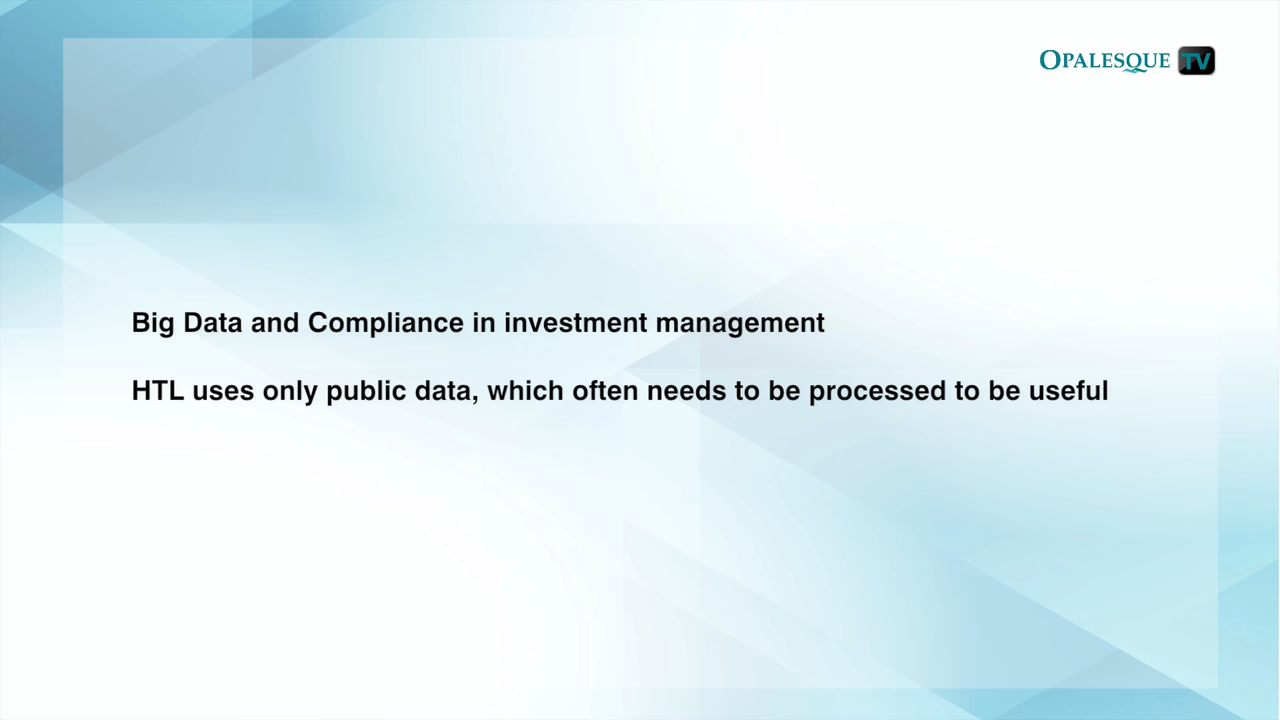 OPALESQUE TV
Big Data and Compliance in investment management
HTL uses only public data, which often needs to be processed to be useful